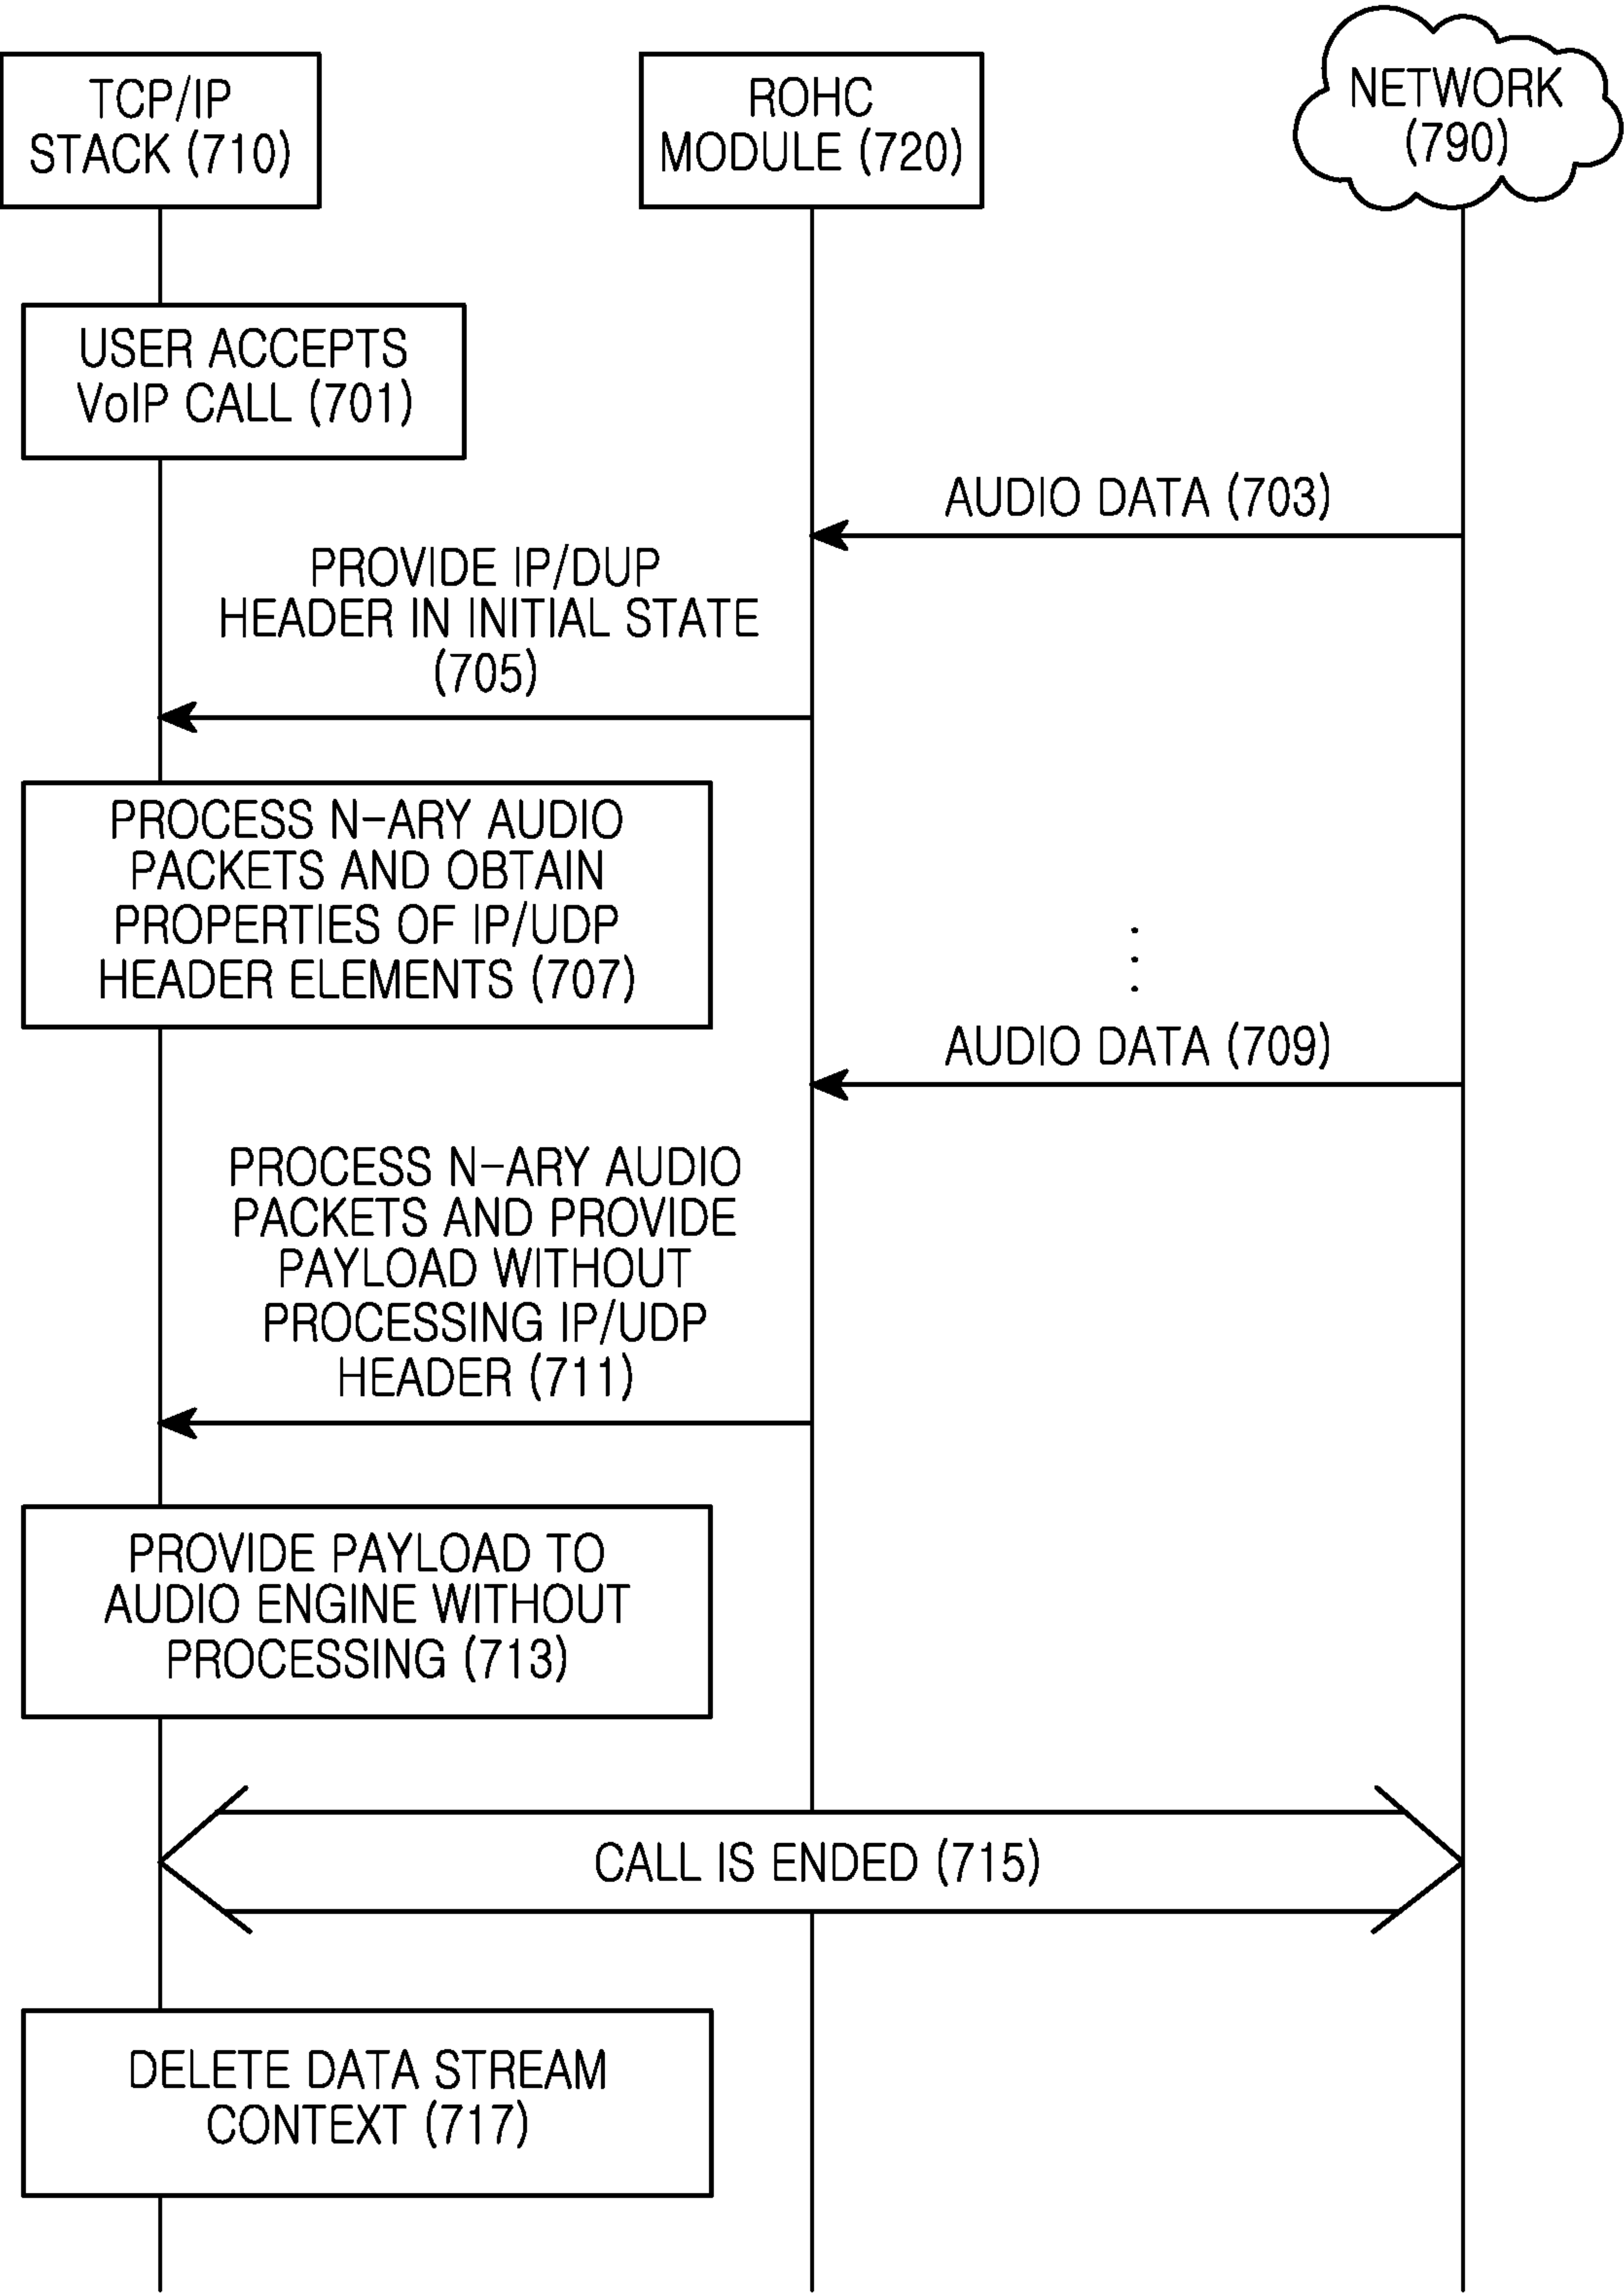 TCP/IP
STACK (710)
ROHC
MODULE (720)
NETWORK
(790)
USER ACCEPTS
VoIP CALL (701)
AUDIO DATA (703)
PROVIDE IP/DUP
HEADER IN INITIAL STATE
(705)
PROCESS N-ARY AUDIO
PACKETS AND OBTAIN
PROPERTIES OF IP/UDP
HEADER ELEMENTS (707)
AUDIO DATA (709)
PROCESS N-ARY AUDIO
PACKETS AND PROVIDE
PAYLOAD WITHOUT
PROCESSING IP/UDP
HEADER (711)
PROVIDE PAYLOAD TO
AUDIO ENGINE WITHOUT
PROCESSING (713)
CALL IS ENDED (715)
DELETE DATA STREAM
CONTEXT (717)